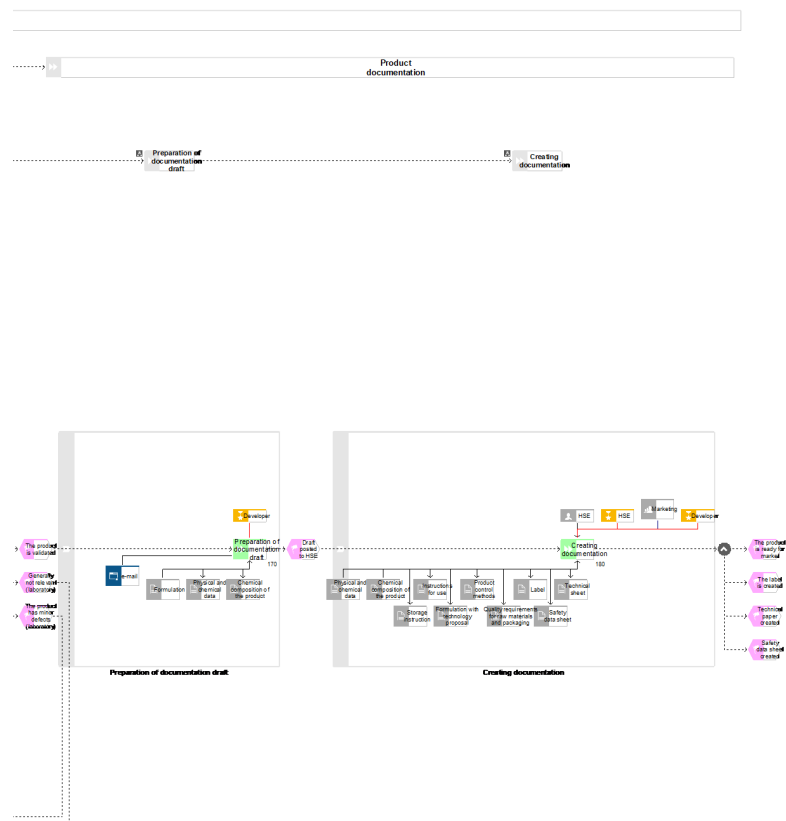 Product
documentation
Preparation of
documentation
draft
Creating
documentation
Developer
HSE
HSE
Marketing
Developer
The product
is validated
Preparation of
documentation
draft
170
Draft
posted
to HSE
Creating
documentation
180
The product
is ready for
market
Generally
not relevant
(laboratory)
e-mail
Formulation
Physical and
chemical
data
Chemical
composition of
the product
Physical and
chemical
data
Chemical
composition of
the product
Instructions
for use
Product
control
methods
Label
Technical
sheet
The label
is created
The product
has minor
defects
(laboratory)
Storage
instruction
Formulation with
technology
proposal
Quality requirements
for raw materials
and packaging
Safety
data sheet
Technical
paper
created
Safety
data sheet
created
Preparation of documentation draft
Creating documentation